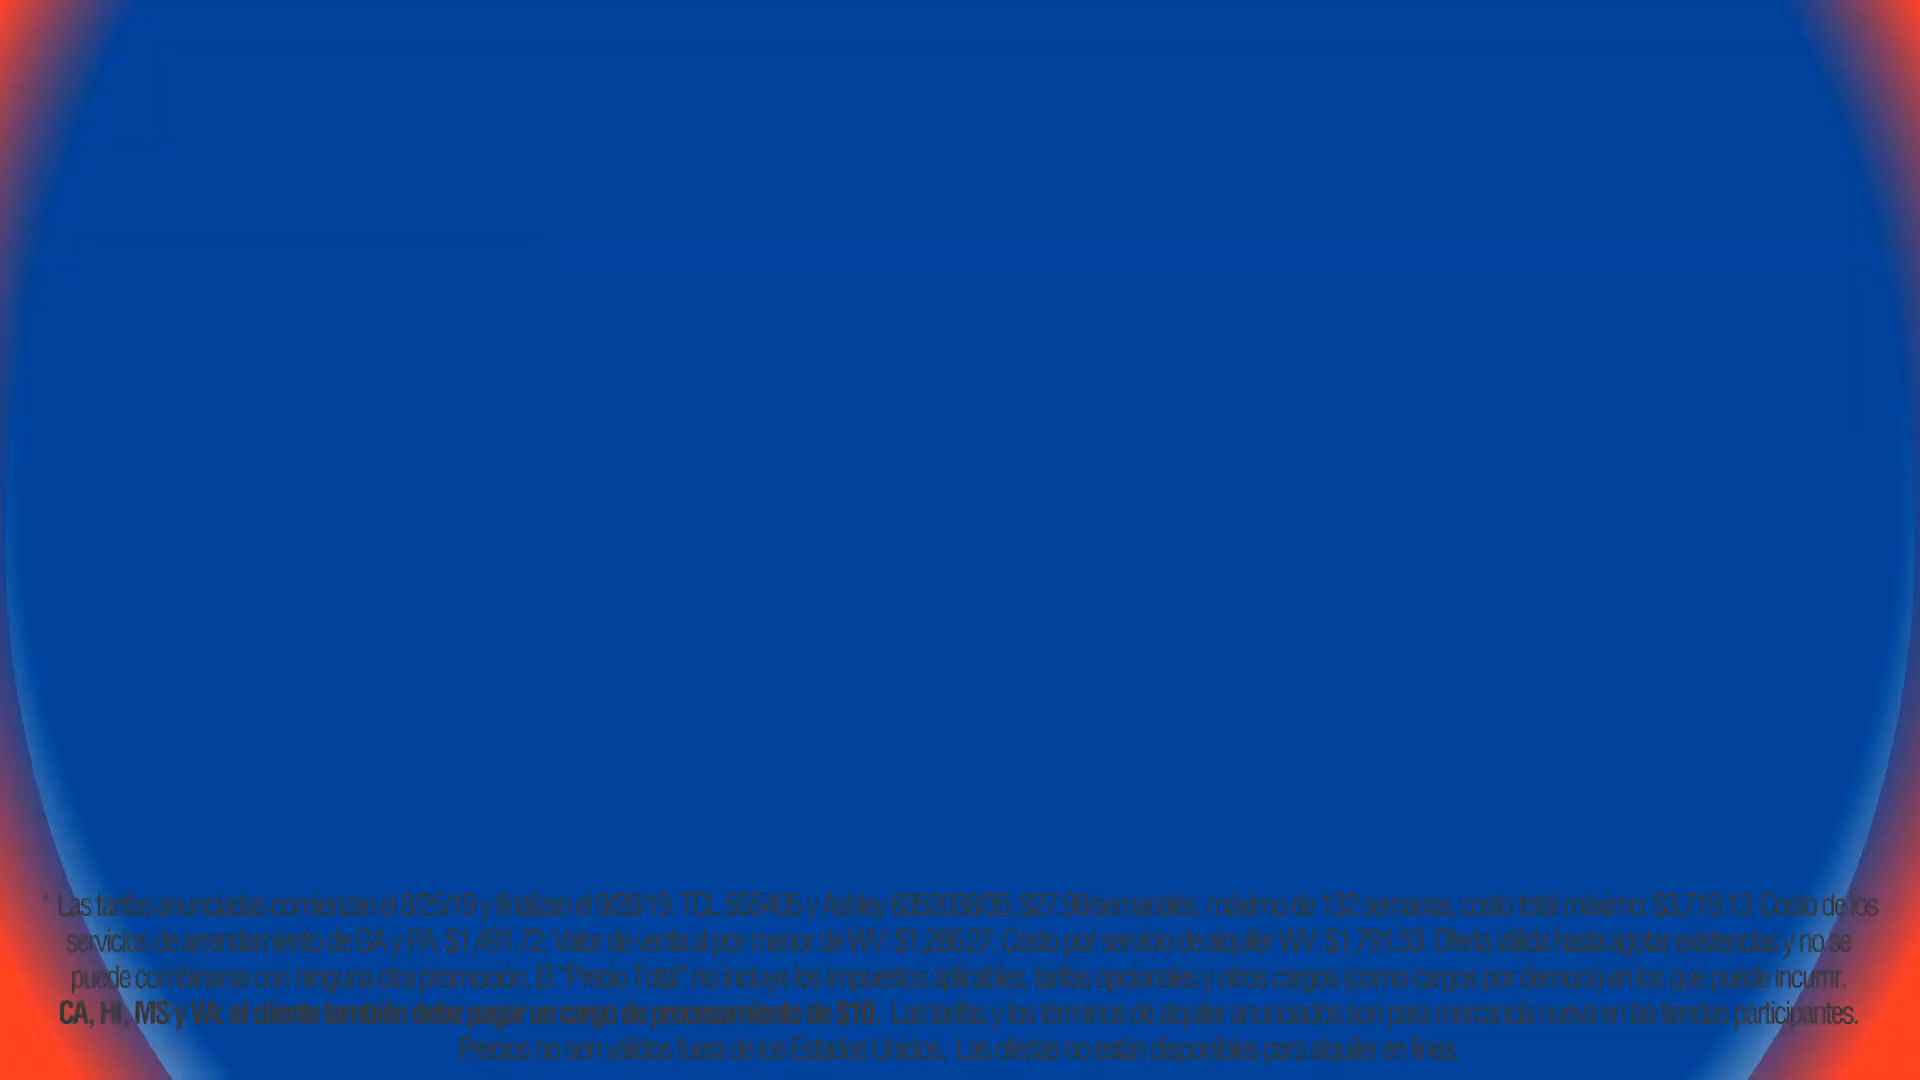 * Las tarifas anunciadas comienzan el 8/25/19 y finalizan el 9/28/19. TCL 55S405 y Ashley 6352038/35: $27.98/semanales, máximo de 132 semanas, costo total máximo: $3,719.13; Costo de los
servicios de arrendamiento de GA y PA: $1,491.72; Valor de venta al por menor de WV: $1,286.27; Costo por servicio de alquiler WV: $1,791.53. Oferta válida hasta agotar existencias y no se
puede combinarse con ninguna otra promoción. El "Precio Total" no incluye los impuestos aplicables, tarifas opcionales y otros cargos (como cargos por demora) en los que puede incurrir.
CA, HI, MS y VA: el cliente también debe pagar un cargo de procesamiento de $10. Las tarifas y los términos de alquiler anunciados son para mercancía nueva en las tiendas participantes.
Precios no son válidos fuera de los Estados Unidos. Las ofertas no están disponibles para alquiler en línea.